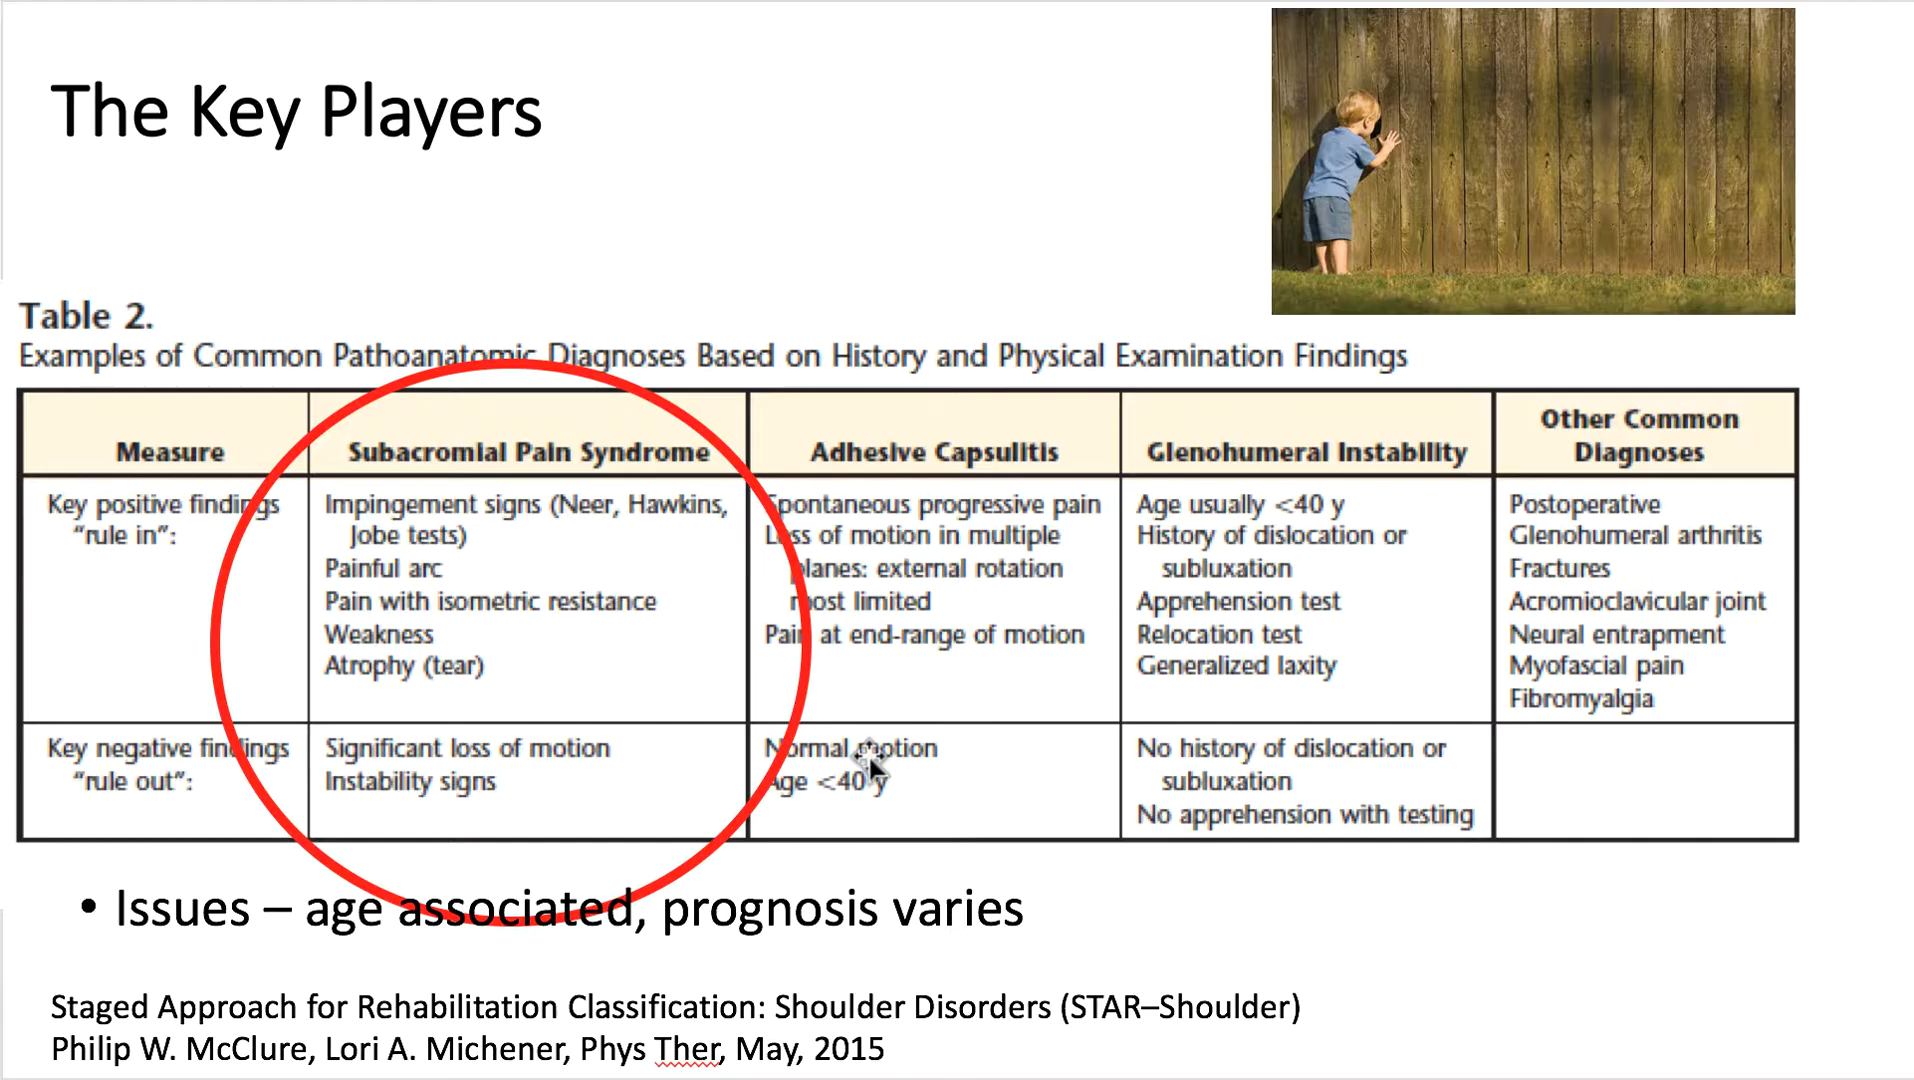 The Key Players
Table 2.
Examples of Common Pathoanatomic Diagnoses Based on History and Physical Examination Findings
Measure
Subacromial Pain Syndrome
Adhesive Capsulitis
Glenohumeral Instability
Other Common
Diagnoses
Key positive findings
“rule in”:
Impingement signs (Neer, Hawkins,
Jobe tests)
Painful arc
Pain with isometric resistance
Weakness
Atrophy (tear)
Spontaneous progressive pain
Loss of motion in multiple
planes: external rotation
most limited
Pain at end-range of motion
Age usually <40 y
History of dislocation or
subluxation
Apprehension test
Relocation test
Generalized laxity
Postoperative
Glenohumeral arthritis
Fractures
Acromioclavicular joint
Neural entrapment
Myofascial pain
Fibromyalgia
Key negative findings
“rule out”:
Significant loss of motion
Instability signs
Normal motion
Age <40 y
No history of dislocation or
subluxation
No apprehension with testing
• Issues – age associated, prognosis varies
Staged Approach for Rehabilitation Classification: Shoulder Disorders (STAR–Shoulder)
Philip W. McClure, Lori A. Michener, Phys Ther, May, 2015